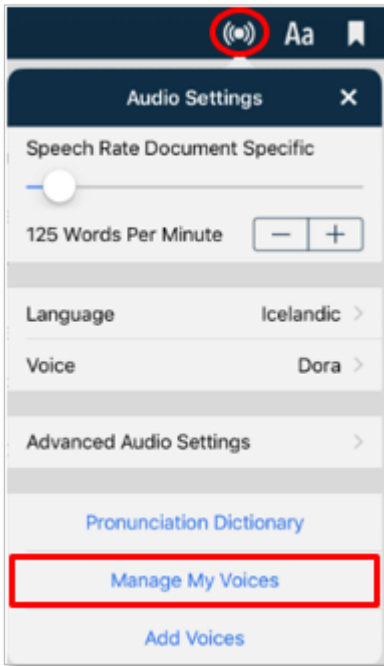 Aa
Audio Settings ×
Speech Rate Document Specific
125 Words Per Minute − +
Language Icelandic >
Voice Dora >
Advanced Audio Settings >
Pronunciation Dictionary
Manage My Voices
Add Voices